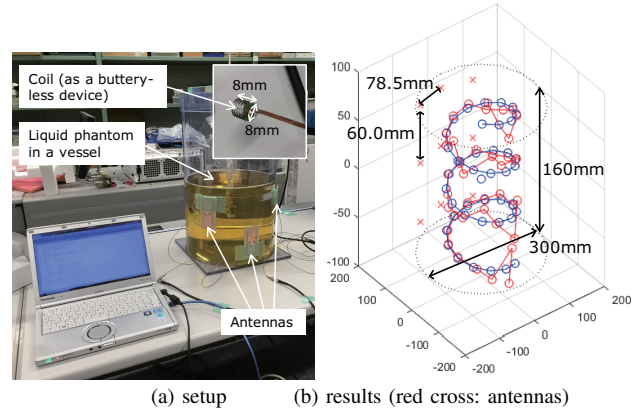 Coil (as a buttery-
less device)
8mm
8mm
Liquid phantom
in a vessel
Antennas
(a) setup
100
50
0
-50
-100
200
100
0
-100
-200
-200
-100
0
100
200
78.5mm
60.0mm
160mm
300mm
(b) results (red cross: antennas)